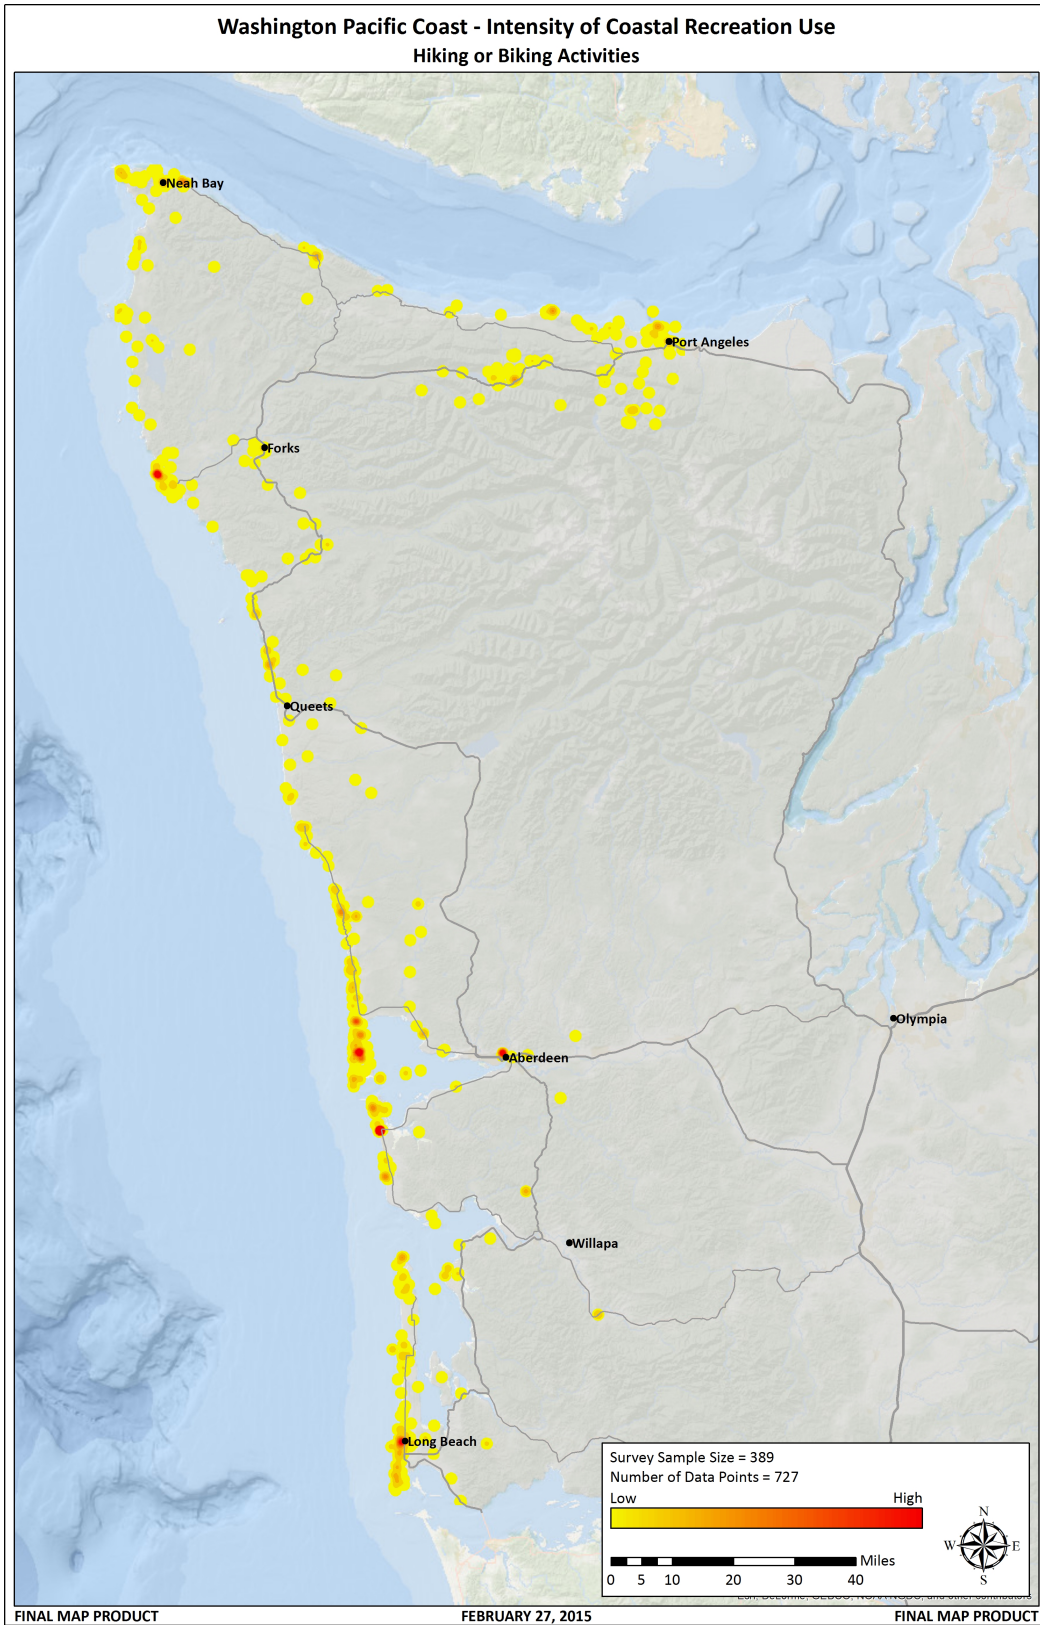 Washington Pacific Coast - Intensity of Coastal Recreation Use
Hiking or Biking Activities
Neah Bay
Port Angeles
Forks
Queets
Olympia
Aberdeen
Willapa
Long Beach
Survey Sample Size = 389
Number of Data Points = 727
Low High
N
W E
S
Miles
0 5 10 20 30 40
FINAL MAP PRODUCT FEBRUARY 27, 2015 FINAL MAP PRODUCT